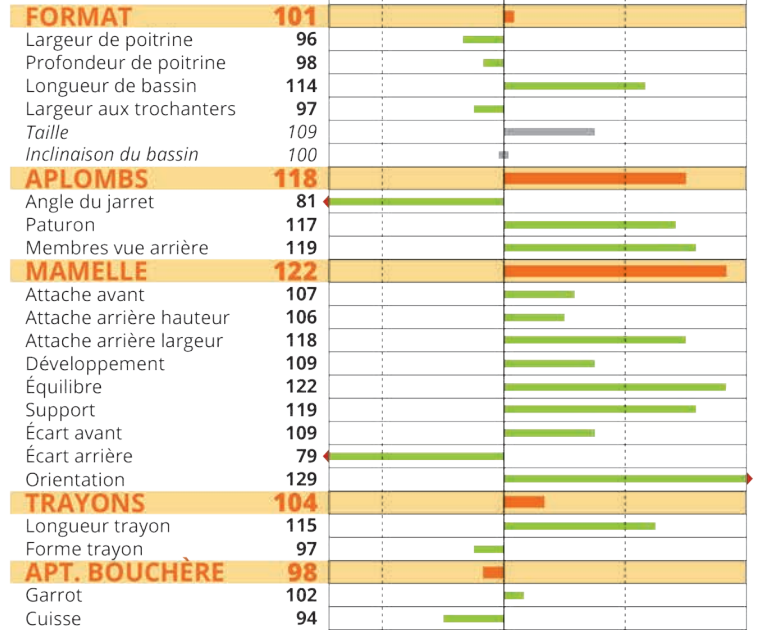 FORMAT 101
Largeur de poitrine 96
Profondeur de poitrine 98
Longueur de bassin 114
Largeur aux trochanters 97
Taille 109
Inclinaison du bassin 100
APLOMBS 118
Angle du jarret 81
Paturon 117
Membres vue arrière 119
MAMELLE 122
Attache avant 107
Attache arrière hauteur 106
Attache arrière largeur 118
Développement 109
Équilibre 122
Support 119
Écart avant 109
Écart arrière 79
Orientation 129
TRAYONS 104
Longueur trayon 115
Forme trayon 97
APT. BOUCHÈRE 98
Garrot 102
Cuisse 94